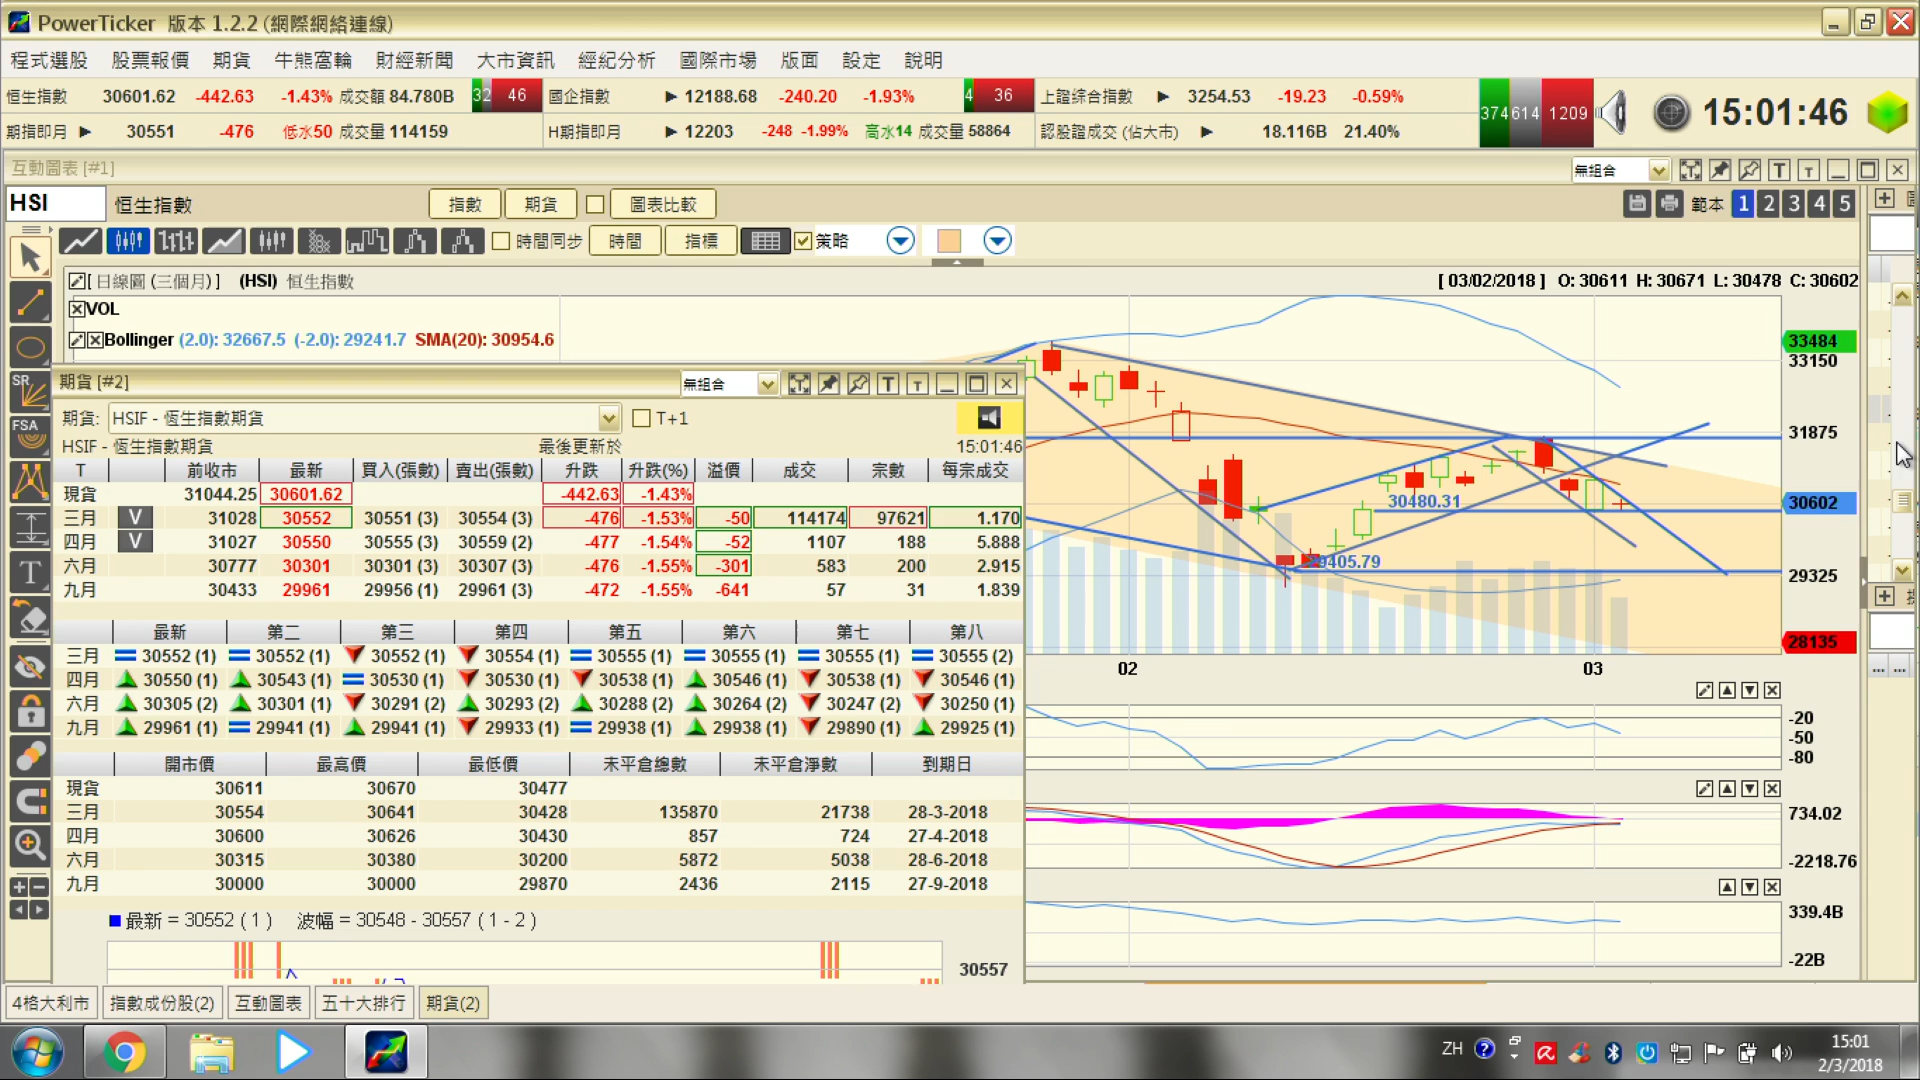 PowerTicker 版本 1.2.2 (網際網絡連線)
程式選股 股票報價 期貨 牛熊窩輪 財經新聞 大市資訊 經紀分析 國際市場 版面 設定 說明
恒生指數 30601.62 -442.63 -1.43% 成交額 84.780B 32 46 國企指數 12188.68 -240.20 -1.93% 4 36 上證綜合指數 3254.53 -19.23 -0.59% 374 614 1209 15:01:46
期指即月 30551 -476 低水50 成交量 114159 H期指即月 12203 -248 -1.99% 高水14 成交量 58864 認股證成交 (佔大市) 18.116B 21.40%
互動圖表 [#1] 無組合
HSI 恒生指數 指數 期貨 圖表比較 範本 1 2 3 4 5
時間同步 時間 指標 策略
[ 日線圖 (三個月) ] (HSI) 恒生指數 [ 03/02/2018 ] O: 30611 H: 30671 L: 30478 C: 30602
VOL
Bollinger (2.0): 32667.5 (-2.0): 29241.7 SMA(20): 30954.6
33484
33150
31875
30602
30480.31
29325
28135
02 03
-20
-50
-80
734.02
-2218.76
339.4B
-22B
期貨 [#2] 無組合
期貨: HSIF - 恆生指數期貨 T+1
HSIF - 恆生指數期貨 最後更新於 15:01:46
T 前收市 最新 買入(張數) 賣出(張數) 升跌 升跌(%) 溢價 成交 宗數 每宗成交
現貨 31044.25 30601.62 -442.63 -1.43%
三月 V 31028 30552 30551 (3) 30554 (3) -476 -1.53% -50 114174 97621 1.170
四月 V 31027 30550 30555 (3) 30559 (2) -477 -1.54% -52 1107 188 5.888
六月 30777 30301 30301 (3) 30307 (3) -476 -1.55% -301 583 200 2.915
九月 30433 29961 29956 (1) 29961 (3) -472 -1.55% -641 57 31 1.839
最新 第二 第三 第四 第五 第六 第七 第八
三月 30552 (1) 30552 (1) 30552 (1) 30554 (1) 30555 (1) 30555 (1) 30555 (1) 30555 (2)
四月 30550 (1) 30543 (1) 30530 (1) 30530 (1) 30538 (1) 30546 (1) 30538 (1) 30546 (1)
六月 30305 (2) 30301 (1) 30291 (2) 30293 (2) 30288 (2) 30264 (2) 30247 (2) 30250 (1)
九月 29961 (1) 29941 (1) 29941 (1) 29933 (1) 29938 (1) 29938 (1) 29890 (1) 29925 (1)
開市價 最高價 最低價 未平倉總數 未平倉淨數 到期日
現貨 30611 30670 30477
三月 30554 30641 30428 135870 21738 28-3-2018
四月 30600 30626 30430 857 724 27-4-2018
六月 30315 30380 30200 5872 5038 28-6-2018
九月 30000 30000 29870 2436 2115 27-9-2018
最新 = 30552 ( 1 ) 波幅 = 30548 - 30557 ( 1 - 2 )
30557
SR
FSA
T
4格大利市 指數成份股(2) 互動圖表 五十大排行 期貨(2)
ZH 15:01
2/3/2018